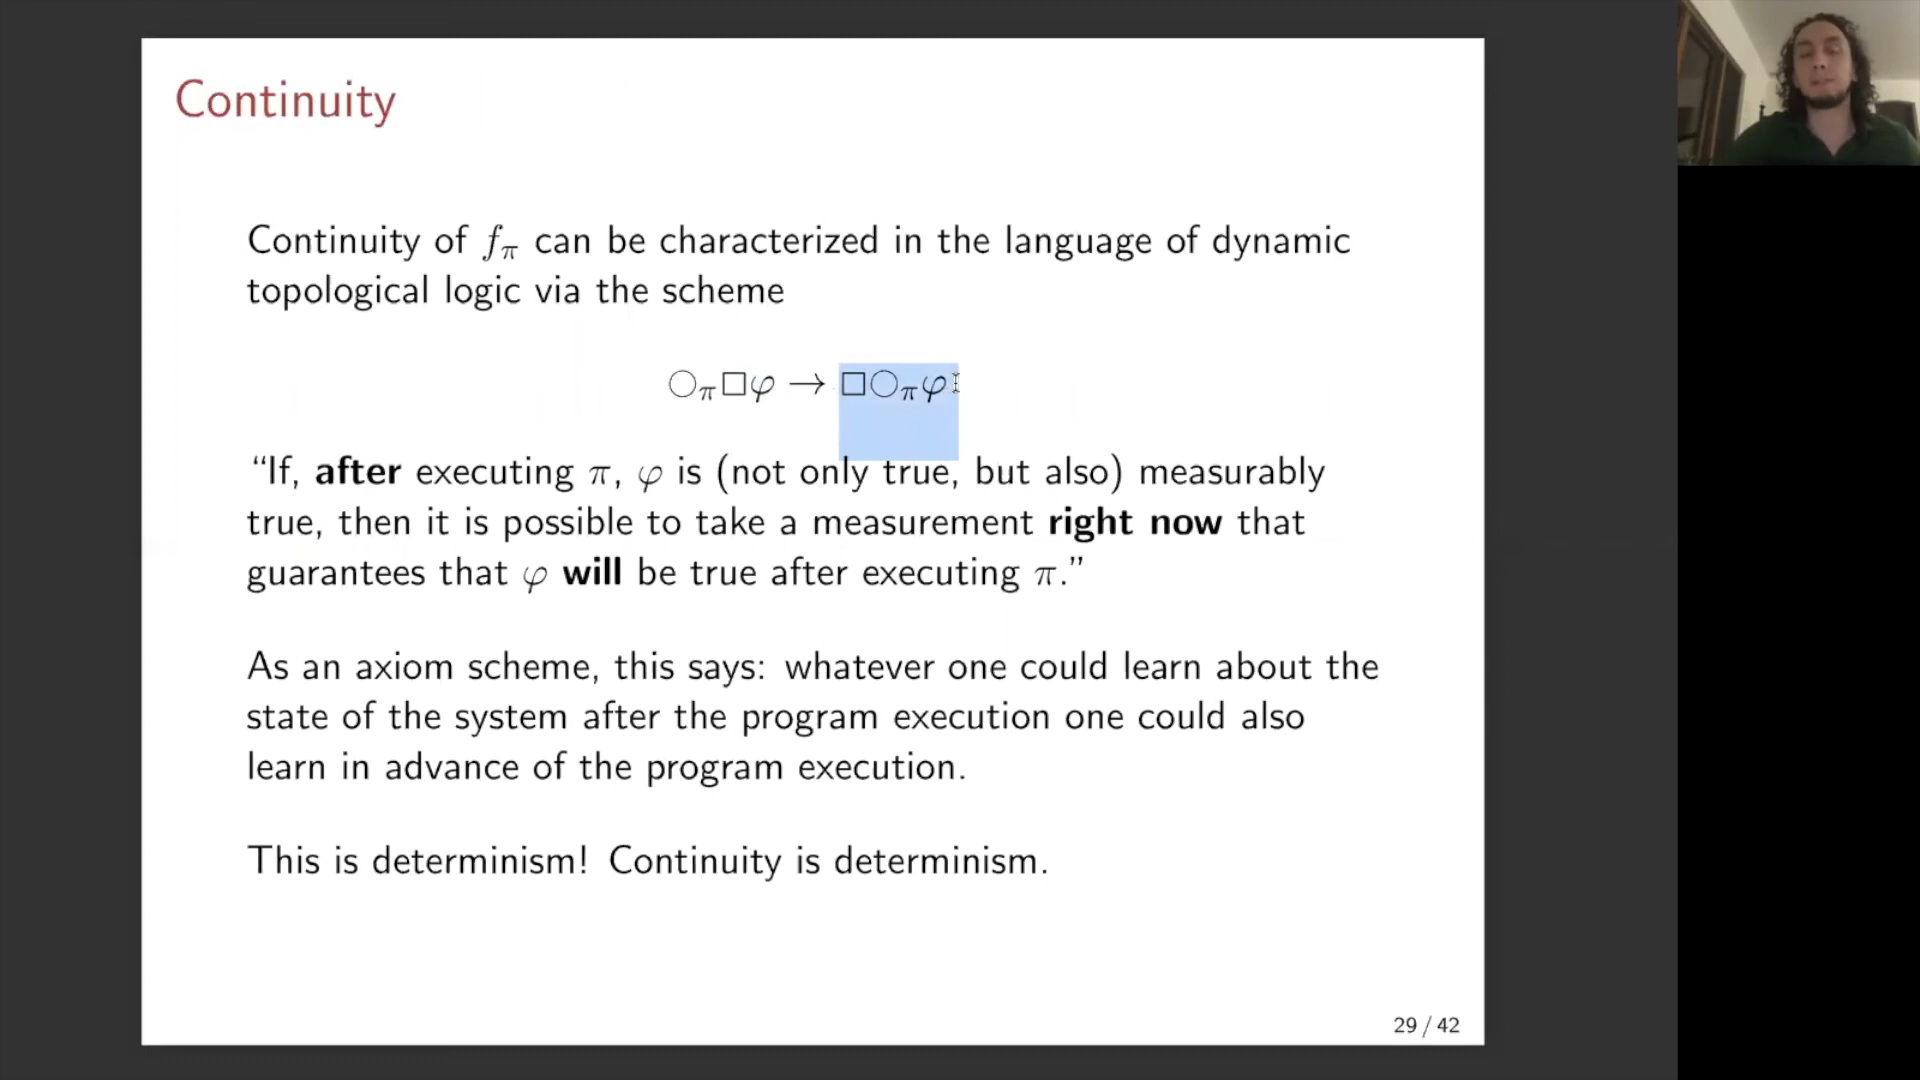 Continuity
Continuity of f_π can be characterized in the language of dynamic
topological logic via the scheme
○_π□φ → □○_πφ
“If, after executing π, φ is (not only true, but also) measurably
true, then it is possible to take a measurement right now that
guarantees that φ will be true after executing π.”
As an axiom scheme, this says: whatever one could learn about the
state of the system after the program execution one could also
learn in advance of the program execution.
This is determinism! Continuity is determinism.
29 / 42